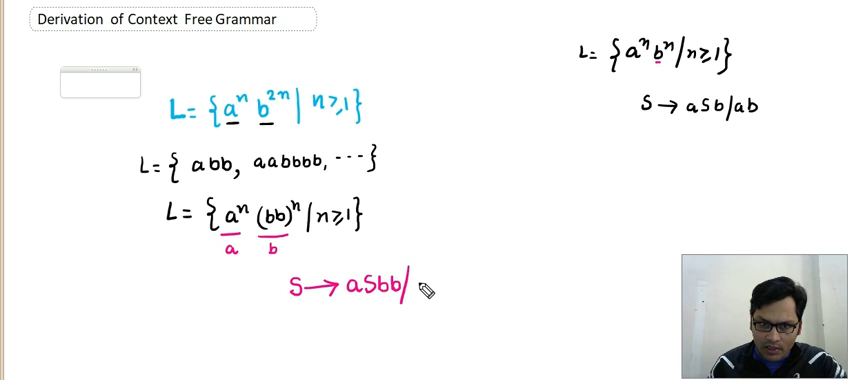 Derivation of Context Free Grammar
L = {aⁿ bⁿ / n ≥ 1}
S → aSb/ab
L = {aⁿ b²ⁿ | n ≥ 1}
L = { abb, aabbbb, --- }
L = {aⁿ (bb)ⁿ / n ≥ 1}
a b
S → aSbb/